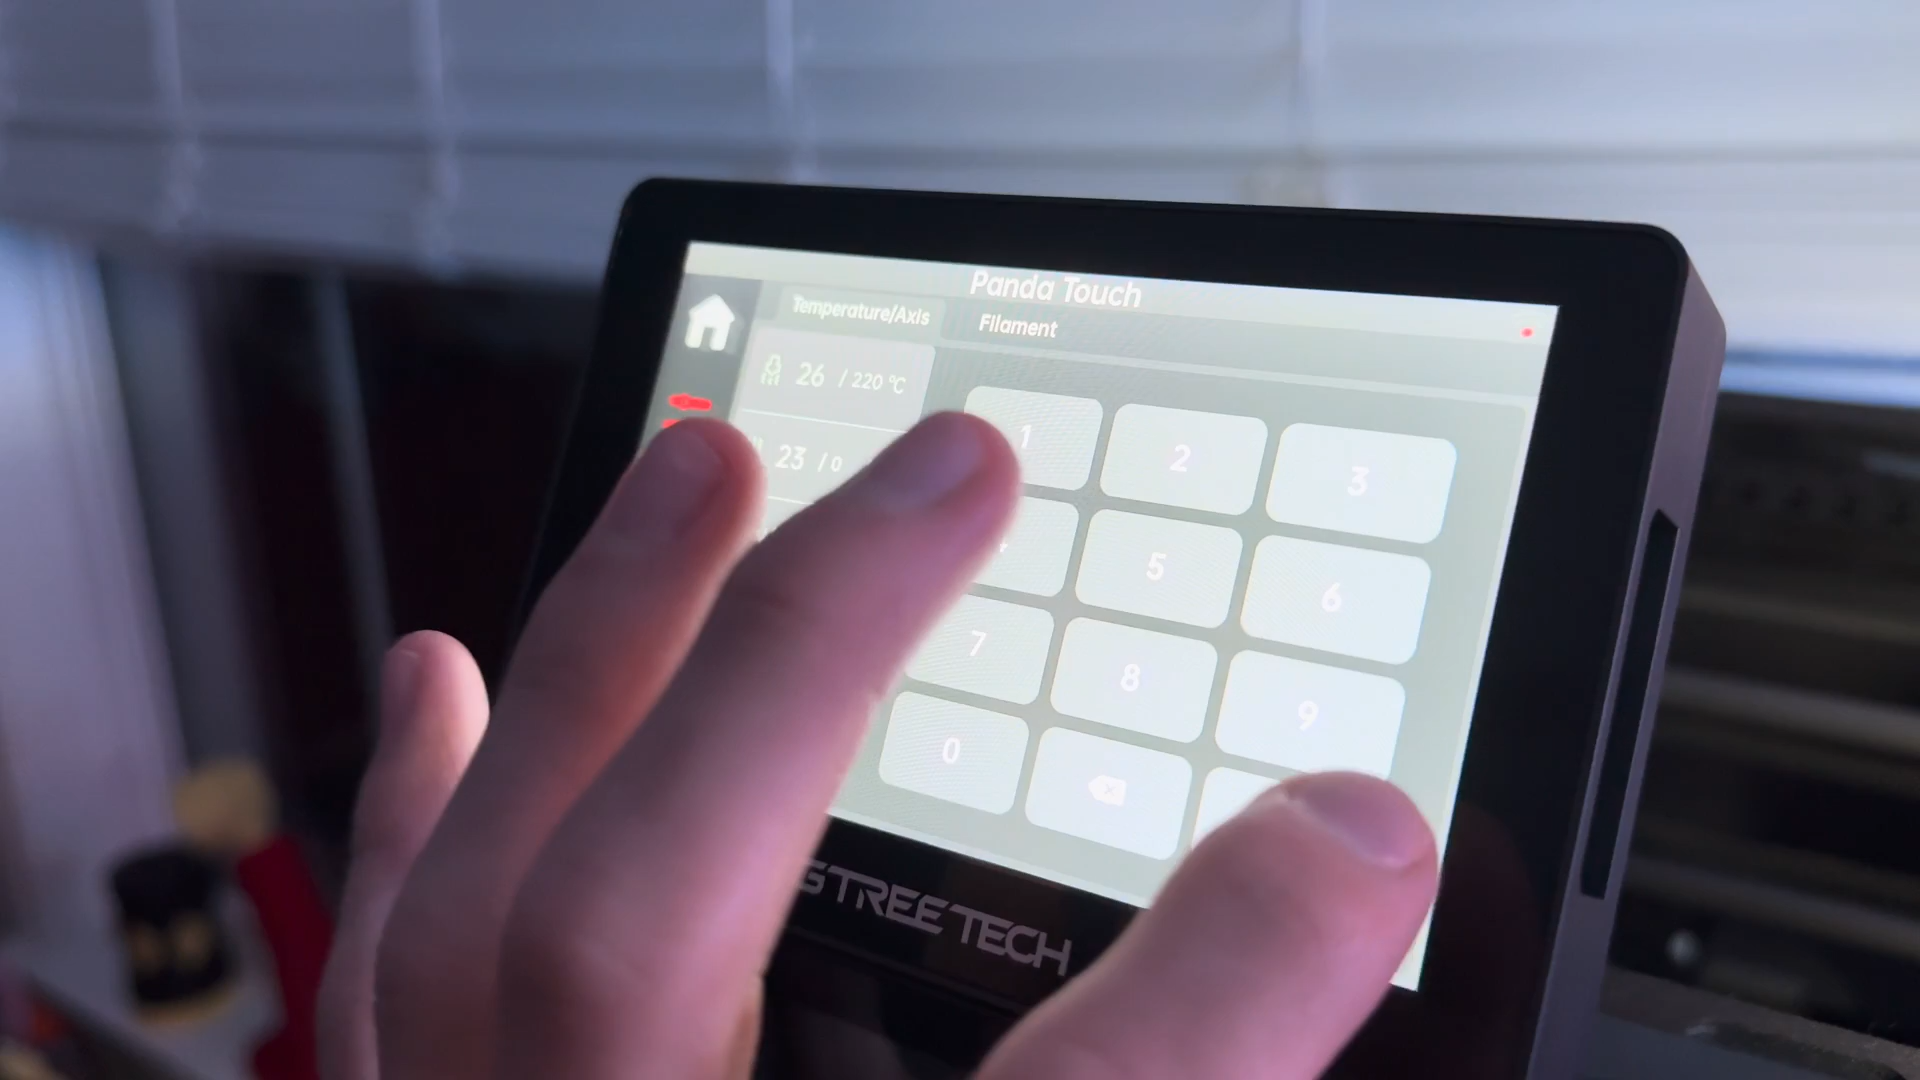 Panda Touch
Temperature/Axis
Filament
26 / 220 °C
23 / 0
1
2
3
5
6
7
8
9
0
GTREE TECH